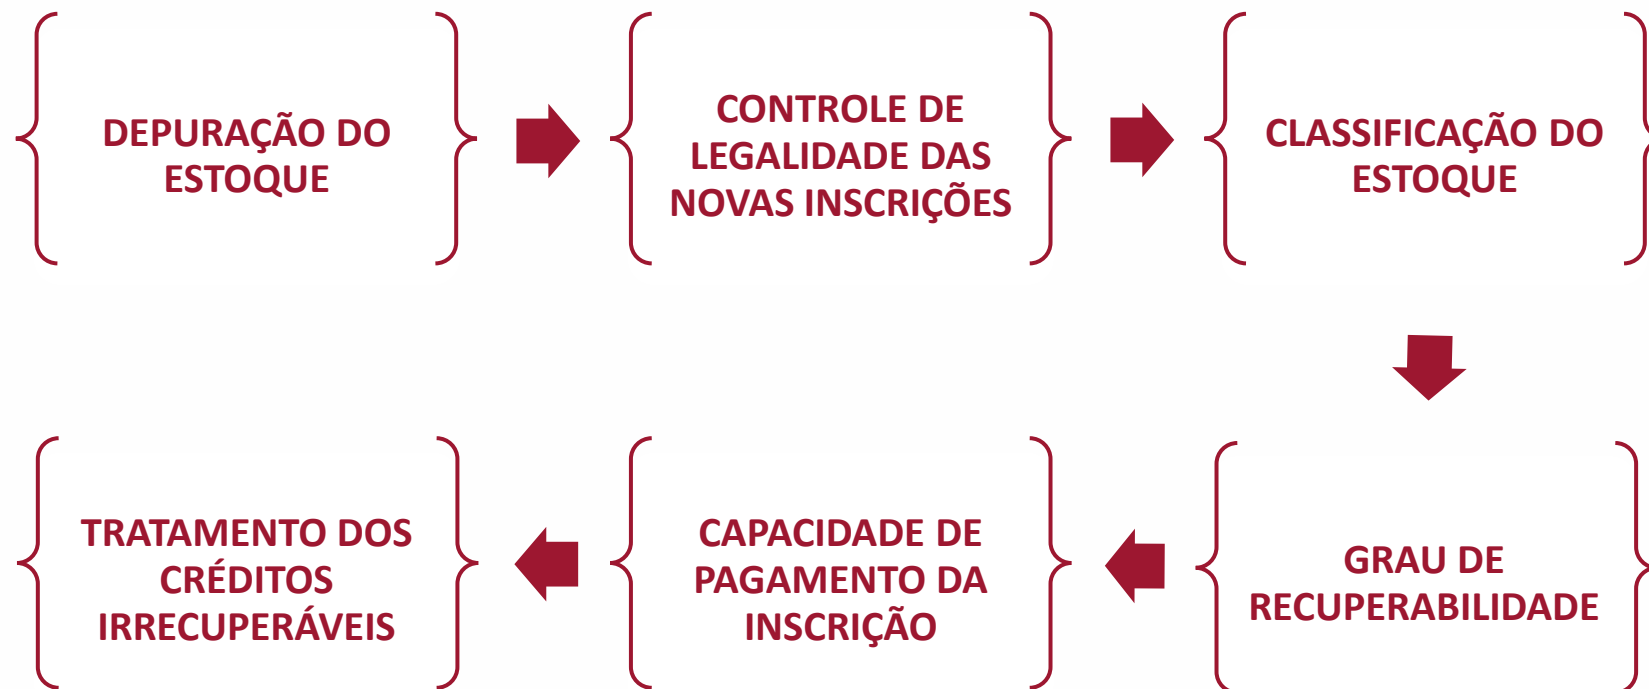 DEPURAÇÃO DO
ESTOQUE
CONTROLE DE
LEGALIDADE DAS
NOVAS INSCRIÇÕES
CLASSIFICAÇÃO DO
ESTOQUE
GRAU DE
RECUPERABILIDADE
CAPACIDADE DE
PAGAMENTO DA
INSCRIÇÃO
TRATAMENTO DOS
CRÉDITOS
IRRECUPERÁVEIS